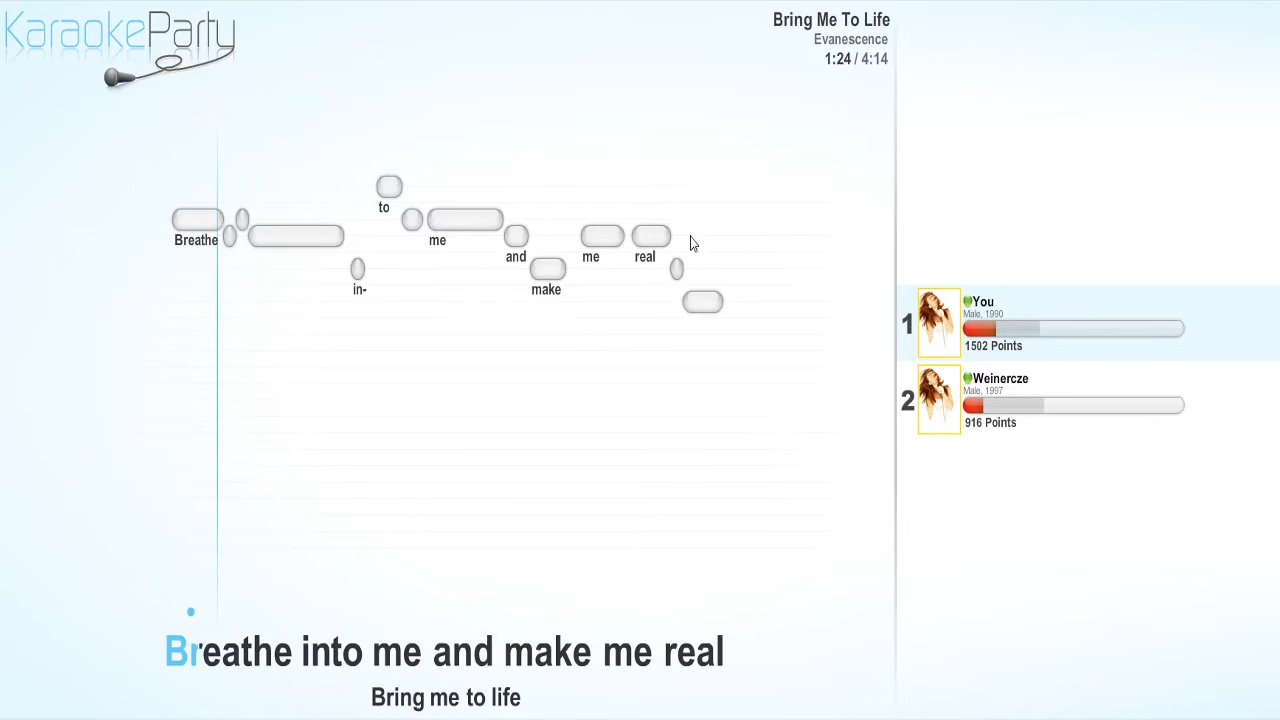 KaraokeParty
Bring Me To Life
Evanescence
1:24 / 4:14
to
Breathe
me
and
me
real
in-
make
1
You
Male, 1990
1502 Points
2
Weinercze
Male, 1997
916 Points
Breathe into me and make me real
Bring me to life